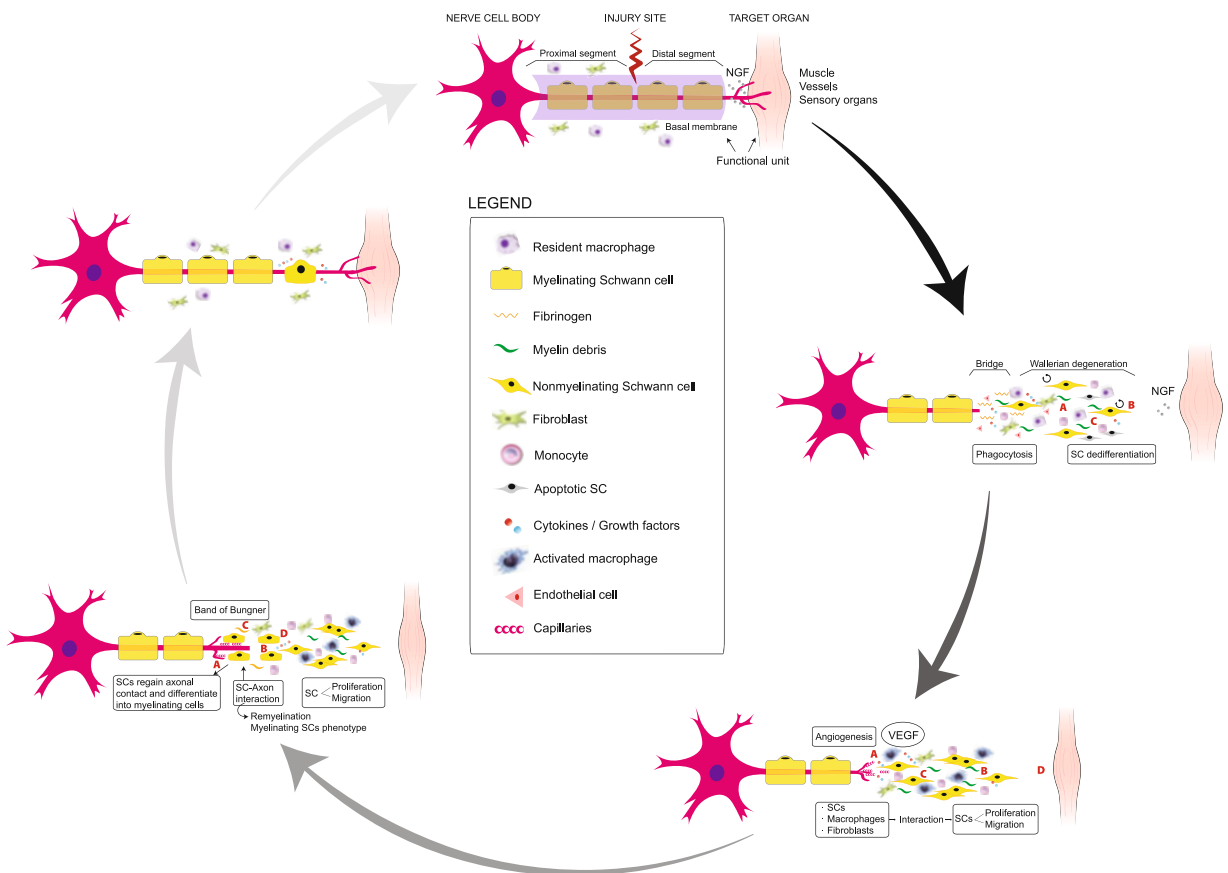 NERVE CELL BODY
INJURY SITE
TARGET ORGAN
Proximal segment
Distal segment
NGF
Muscle
Vessels
Sensory organs
Basal membrane
Functional unit
LEGEND
Resident macrophage
Myelinating Schwann cell
Fibrinogen
Myelin debris
Nonmyelinating Schwann cell
Fibroblast
Monocyte
Apoptotic SC
Cytokines / Growth factors
Activated macrophage
Endothelial cell
Capillaries
Bridge
Wallerian degeneration
NGF
A
B
C
Phagocytosis
SC dedifferentiation
Angiogenesis
VEGF
A
B
C
D
· SCs
· Macrophages
· Fibroblasts
Interaction
SCs
Proliferation
Migration
Band of Bungner
C
D
B
A
SCs regain axonal
contact and differentiate
into myelinating cells
SC-Axon
interaction
SC
Proliferation
Migration
Remyelination
Myelinating SCs phenotype